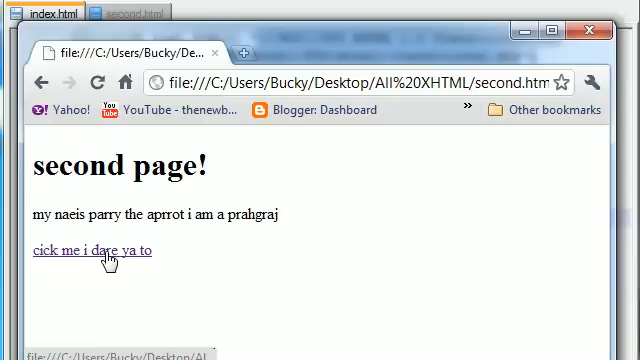 index.html
second.html
file:///C:/Users/Bucky/De...
file:///C:/Users/Bucky/Desktop/All%20XHTML/second.htm
Yahoo!
YouTube - thenewb...
Blogger: Dashboard
»
Other bookmarks
second page!
my naeis parry the aprrot i am a prahgraj
cick me i dare ya to
file:///C:/Users/Bucky/Desktop/Al